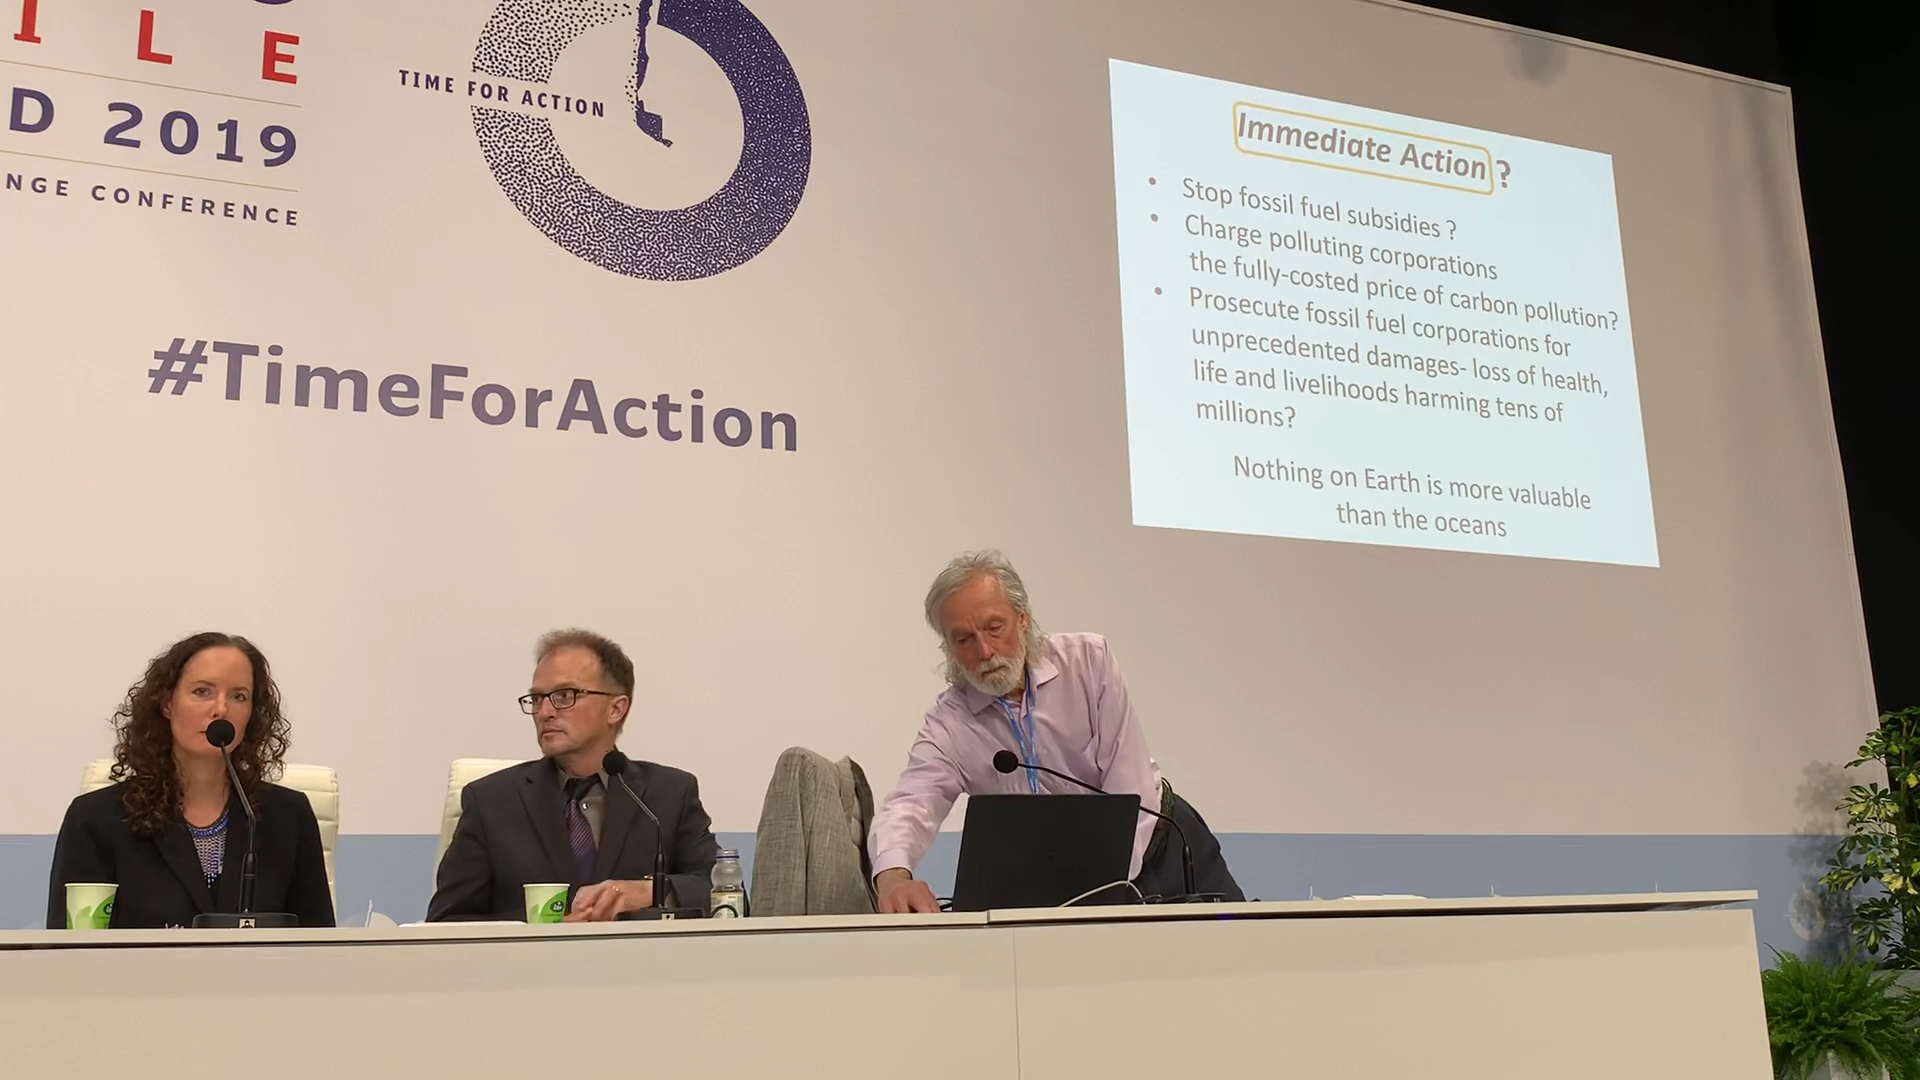 ILE
D 2019
NGE CONFERENCE
TIME FOR ACTION
#TimeForAction
Immediate Action ?
• Stop fossil fuel subsidies ?
• Charge polluting corporations
the fully-costed price of carbon pollution?
• Prosecute fossil fuel corporations for
unprecedented damages- loss of health,
life and livelihoods harming tens of
millions?
Nothing on Earth is more valuable
than the oceans